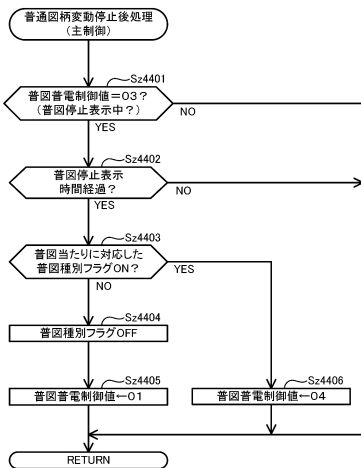 普通図柄変動停止後処理
(主制御)
Sz4401
普図普電制御値=03?
(普図停止表示中?)
NO
YES
Sz4402
普図停止表示
時間経過?
NO
YES
Sz4403
普図当たりに対応した
普図種別フラグON?
YES
NO
Sz4404
普図種別フラグOFF
Sz4405
普図普電制御値←01
Sz4406
普図普電制御値←04
RETURN